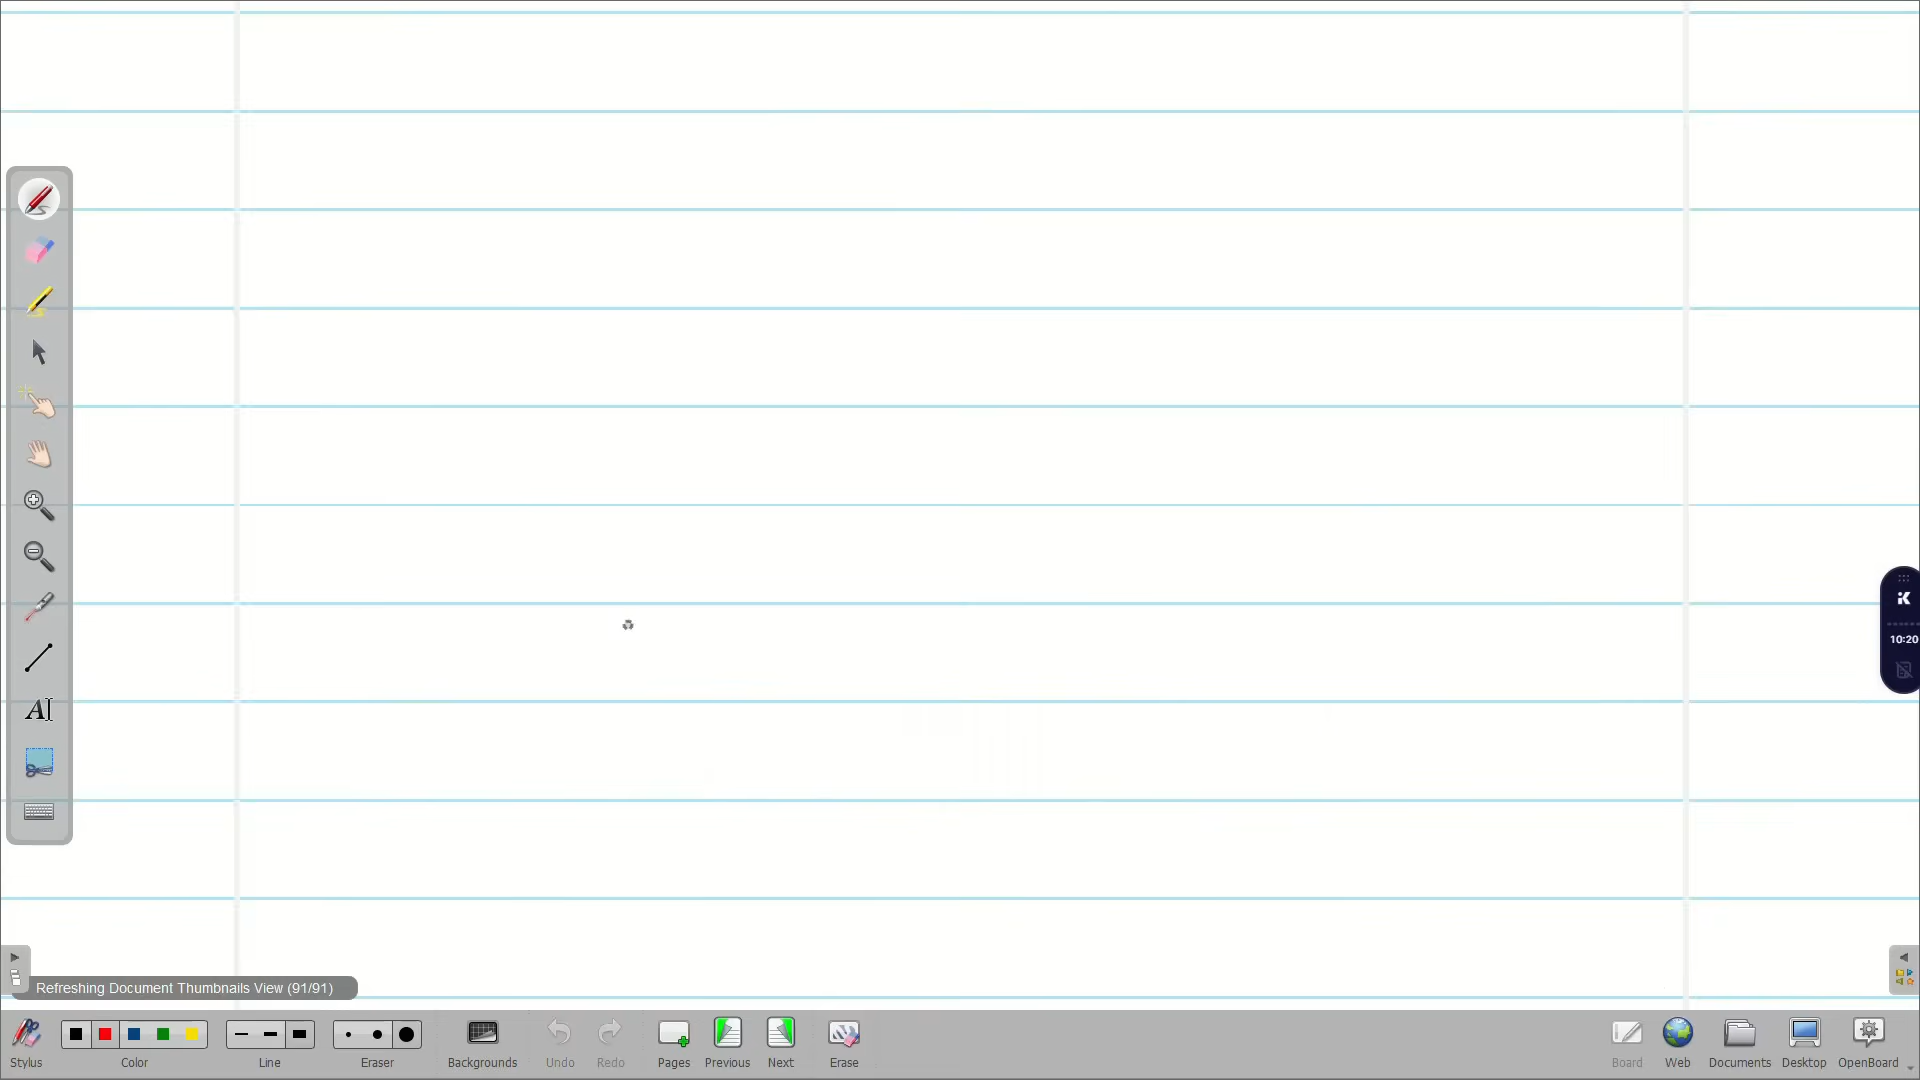 10:20
Refreshing Document Thumbnails View (91/91)
Stylus
Color
Line
Eraser
Backgrounds
Undo
Redo
Pages
Previous
Next
Erase
Board
Web
Documents
Desktop
OpenBoard